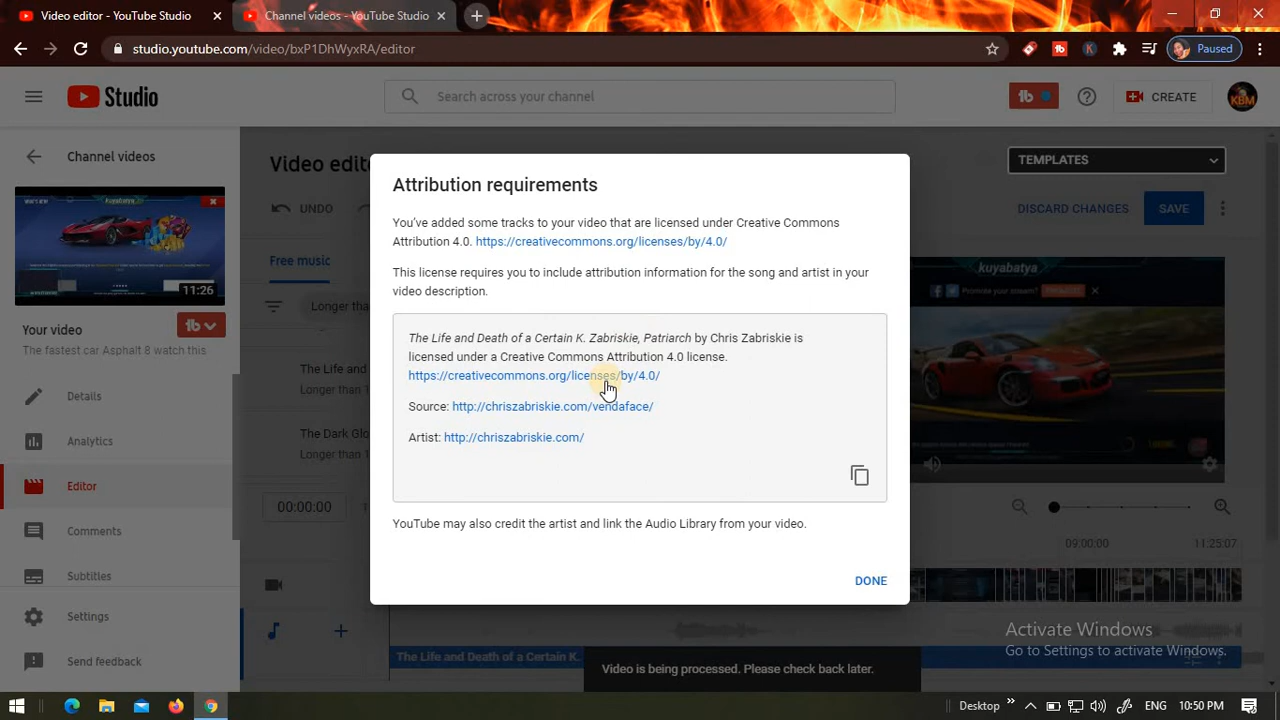 Video editor - YouTube Studio
Channel videos - YouTube Studio
studio.youtube.com/video/bxP1DhWyxRA/editor
Paused
Studio
Search across your channel
CREATE
KBM
Channel videos
Video edit
TEMPLATES
UNDO
DISCARD CHANGES
SAVE
kuyabatya
11:26
Your video
The fastest car Asphalt 8 watch this
Details
Analytics
Editor
Comments
Subtitles
Settings
Send feedback
Free music
Longer than
The Life and
Longer than 1
The Dark Glo
Longer than 1
00:00:00
Attribution requirements
You've added some tracks to your video that are licensed under Creative Commons
Attribution 4.0. https://creativecommons.org/licenses/by/4.0/
This license requires you to include attribution information for the song and artist in your
video description.
The Life and Death of a Certain K. Zabriskie, Patriarch by Chris Zabriskie is
licensed under a Creative Commons Attribution 4.0 license.
https://creativecommons.org/licenses/by/4.0/
Source: http://chriszabriskie.com/vendaface/
Artist: http://chriszabriskie.com/
YouTube may also credit the artist and link the Audio Library from your video.
DONE
kuyabatya
Promote your stream!
09:00:00
11:25:07
The Life and Death of a Certain K.
Video is being processed. Please check back later.
Activate Windows
Go to Settings to activate Windows.
Desktop
ENG
10:50 PM